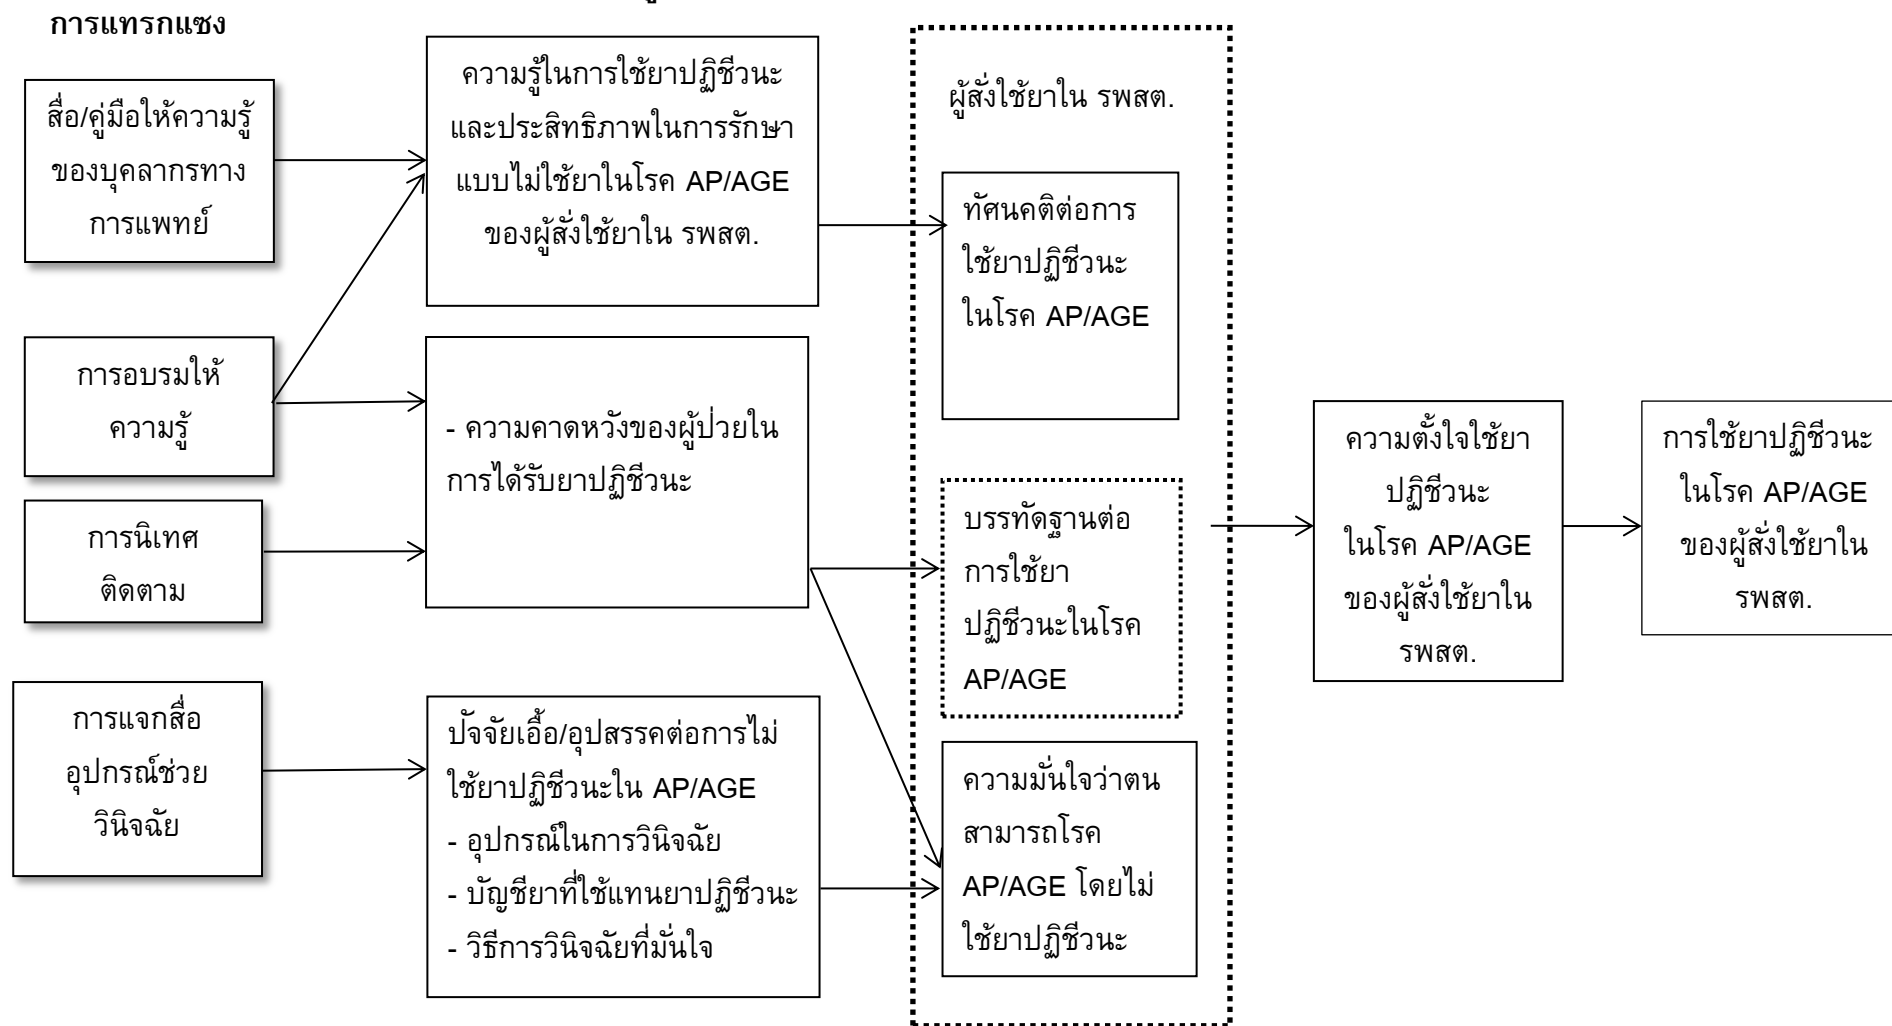 การแทรกแซง
สื่อ/คู่มือให้ความรู้
ของบุคลากรทาง
การแพทย์
การอบรมให้
ความรู้
การนิเทศ
ติดตาม
การแจกสื่อ
อุปกรณ์ช่วย
วินิจฉัย
ความรู้ในการใช้ยาปฏิชีวนะ
และประสิทธิภาพในการรักษา
แบบไม่ใช้ยาในโรค AP/AGE
ของผู้สั่งใช้ยาใน รพสต.
- ความคาดหวังของผู้ป่วยใน
การได้รับยาปฏิชีวนะ
ปัจจัยเอื้อ/อุปสรรคต่อการไม่
ใช้ยาปฏิชีวนะใน AP/AGE
- อุปกรณ์ในการวินิจฉัย
- บัญชียาที่ใช้แทนยาปฏิชีวนะ
- วิธีการวินิจฉัยที่มั่นใจ
ผู้สั่งใช้ยาใน รพสต.
ทัศนคติต่อการ
ใช้ยาปฏิชีวนะ
ในโรค AP/AGE
บรรทัดฐานต่อ
การใช้ยา
ปฏิชีวนะในโรค
AP/AGE
ความมั่นใจว่าตน
สามารถโรค
AP/AGE โดยไม่
ใช้ยาปฏิชีวนะ
ความตั้งใจใช้ยา
ปฏิชีวนะ
ในโรค AP/AGE
ของผู้สั่งใช้ยาใน
รพสต.
การใช้ยาปฏิชีวนะ
ในโรค AP/AGE
ของผู้สั่งใช้ยาใน
รพสต.